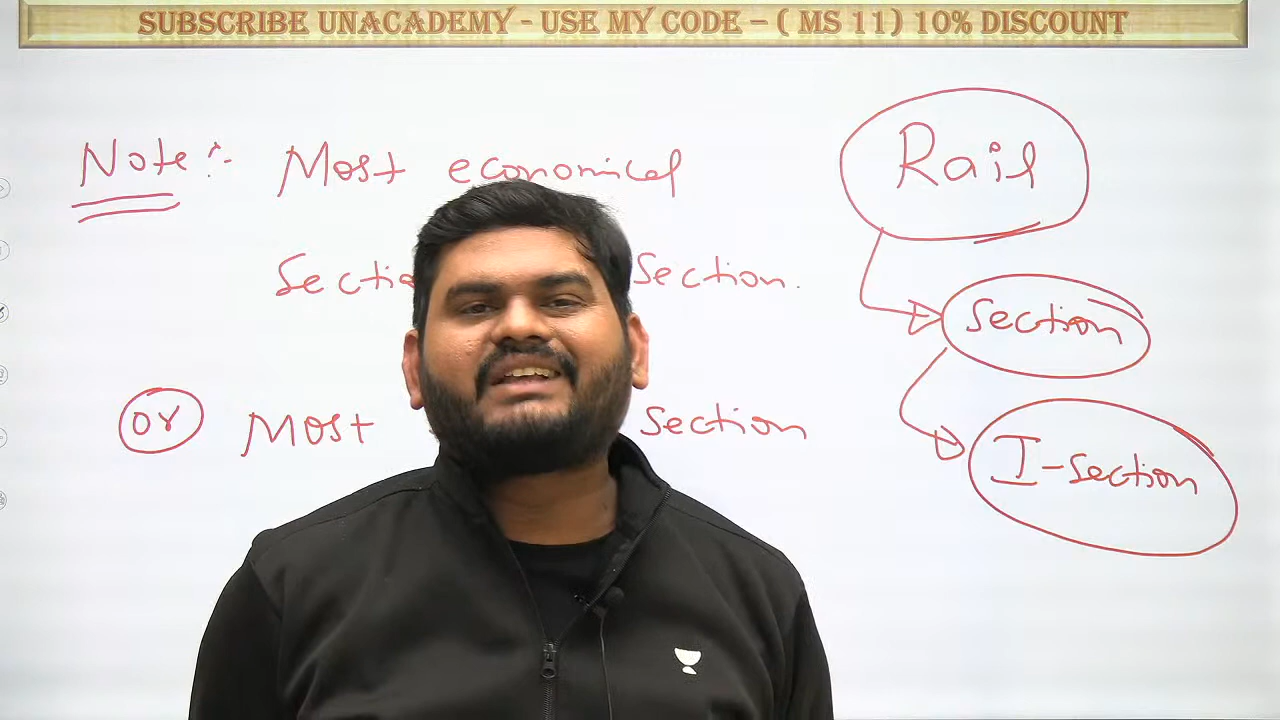 SUBSCRIBE UNACADEMY - USE MY CODE – ( MS 11) 10% DISCOUNT
Note :- Most economical
Section.
or Most Section
Rail
Section
I-Section